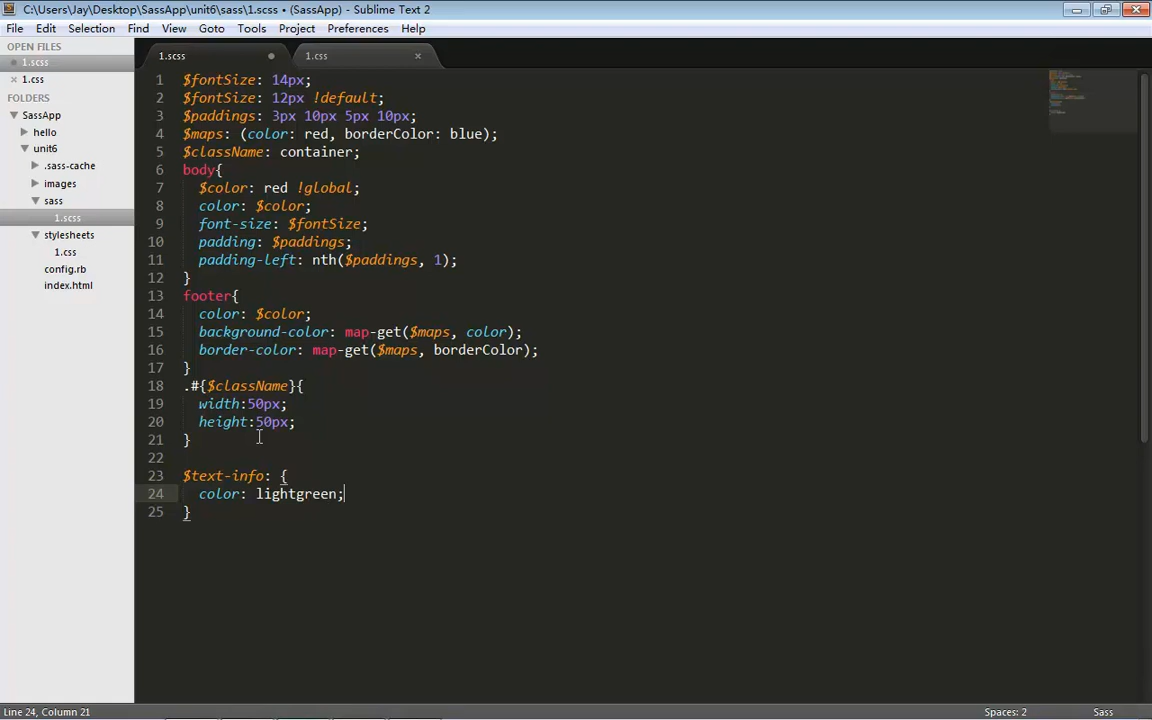 C:\Users\Jay\Desktop\SassApp\unit6\sass\1.scss • (SassApp) - Sublime Text 2
File Edit Selection Find View Goto Tools Project Preferences Help
OPEN FILES
1.scss
1.css
FOLDERS
SassApp
hello
unit6
.sass-cache
images
sass
1.scss
stylesheets
1.css
config.rb
index.html
1.scss 1.css
1 $fontSize: 14px;
2 $fontSize: 12px !default;
3 $paddings: 3px 10px 5px 10px;
4 $maps: (color: red, borderColor: blue);
5 $className: container;
6 body{
7 $color: red !global;
8 color: $color;
9 font-size: $fontSize;
10 padding: $paddings;
11 padding-left: nth($paddings, 1);
12 }
13 footer{
14 color: $color;
15 background-color: map-get($maps, color);
16 border-color: map-get($maps, borderColor);
17 }
18 .#{$className}{
19 width:50px;
20 height:50px;
21 }
22
23 $text-info: {
24 color: lightgreen;
25 }
Line 24, Column 21 Spaces: 2 Sass